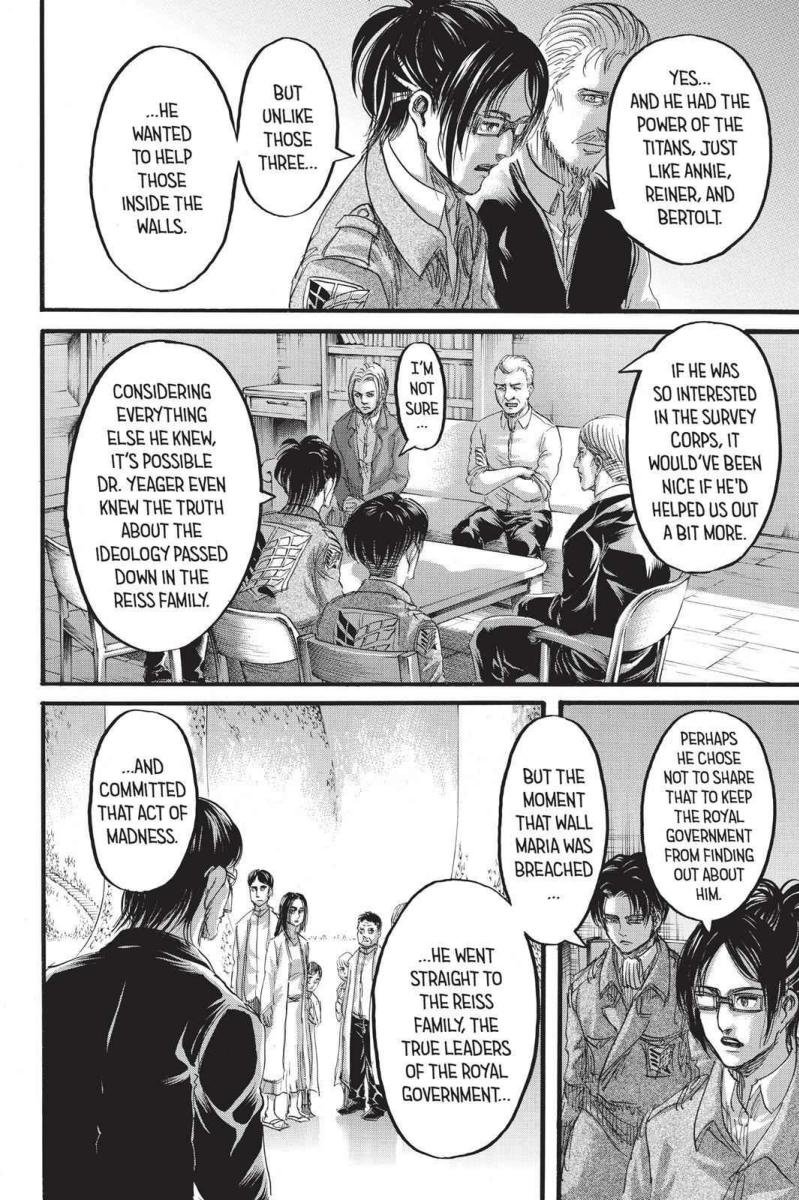 YES...
AND HE HAD THE
POWER OF THE
TITANS, JUST
LIKE ANNIE,
REINER, AND
BERTOLT.
BUT
UNLIKE
THOSE
THREE...
...HE
WANTED
TO HELP
THOSE
INSIDE THE
WALLS.
IF HE WAS
SO INTERESTED
IN THE SURVEY
CORPS, IT
WOULD'VE BEEN
NICE IF HE'D
HELPED US OUT
A BIT MORE.
I'M
NOT
SURE
...
CONSIDERING
EVERYTHING
ELSE HE KNEW,
IT'S POSSIBLE
DR. YEAGER EVEN
KNEW THE TRUTH
ABOUT THE
IDEOLOGY PASSED
DOWN IN THE
REISS FAMILY.
PERHAPS
HE CHOSE
NOT TO SHARE
THAT TO KEEP
THE ROYAL
GOVERNMENT
FROM FINDING
OUT ABOUT
HIM.
BUT THE
MOMENT
THAT WALL
MARIA WAS
BREACHED
...
...HE WENT
STRAIGHT TO
THE REISS
FAMILY, THE
TRUE LEADERS
OF THE ROYAL
GOVERNMENT...
...AND
COMMITTED
THAT ACT OF
MADNESS.